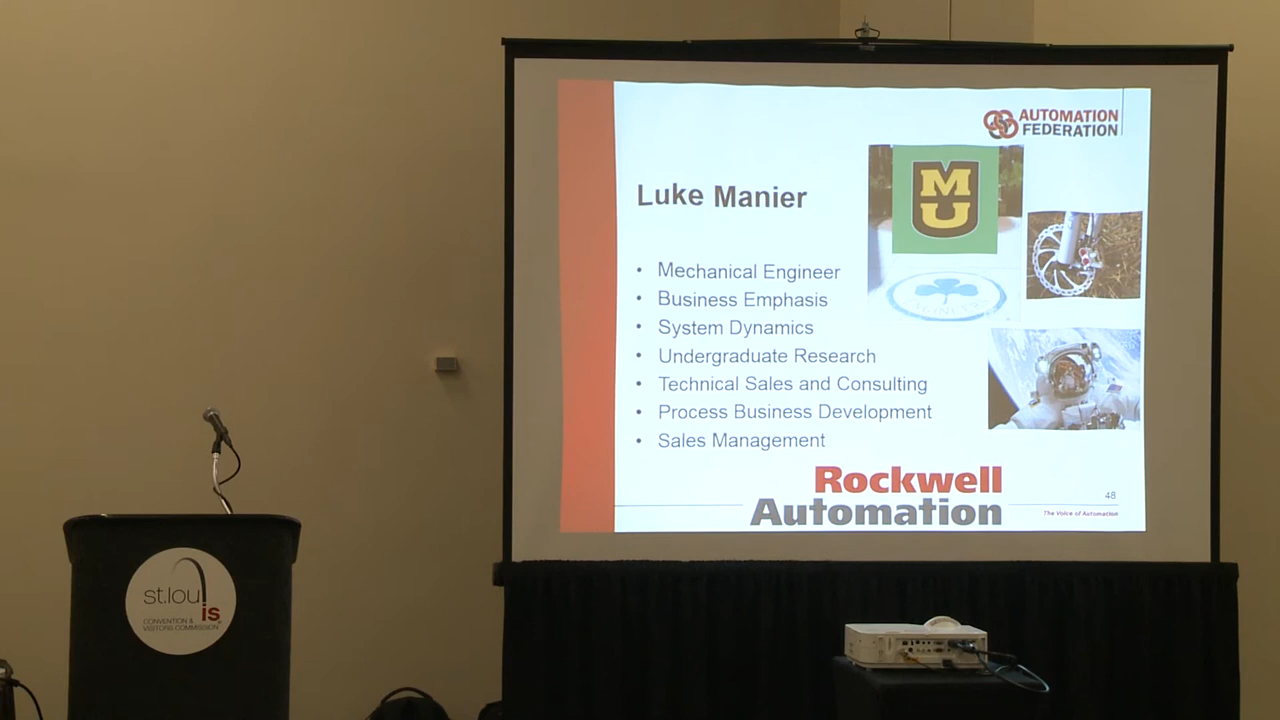 AUTOMATION
FEDERATION
MU
Luke Manier
• Mechanical Engineer
• Business Emphasis
• System Dynamics
• Undergraduate Research
• Technical Sales and Consulting
• Process Business Development
• Sales Management
Rockwell
Automation
48
The Voice of Automation
st.louis
CONVENTION &
VISITORS COMMISSION